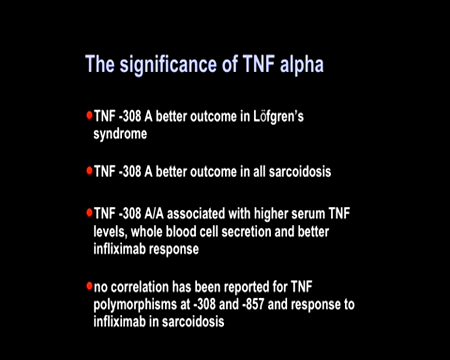 The significance of TNF alpha
TNF -308 A better outcome in Löfgren's
syndrome
TNF -308 A better outcome in all sarcoidosis
TNF -308 A/A associated with higher serum TNF
levels, whole blood cell secretion and better
infliximab response
no correlation has been reported for TNF
polymorphisms at -308 and -857 and response to
infliximab in sarcoidosis